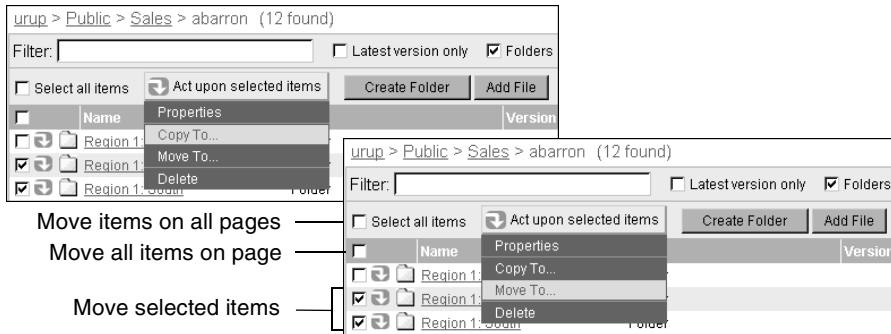 urup > Public > Sales > abarron (12 found)
Filter: Latest version only Folders
Select all items Act upon selected items Create Folder Add File
Name Version
Properties
Copy To...
Move To...
Delete
Region 1:
Region 1:
Region 1: South Folder
urup > Public > Sales > abarron (12 found)
Filter: Latest version only Folders
Select all items Act upon selected items Create Folder Add File
Name Version
Properties
Copy To...
Move To...
Delete
Region 1:
Region 1:
Region 1: South Folder
Move items on all pages
Move all items on page
Move selected items